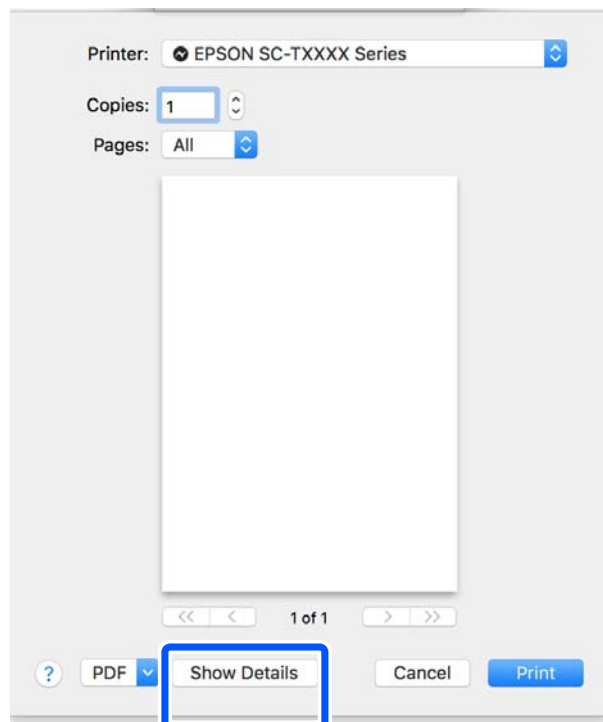 Printer: EPSON SC-TXXXX Series
Copies: 1
Pages: All
<< < 1 of 1 > >>
? PDF Show Details Cancel Print